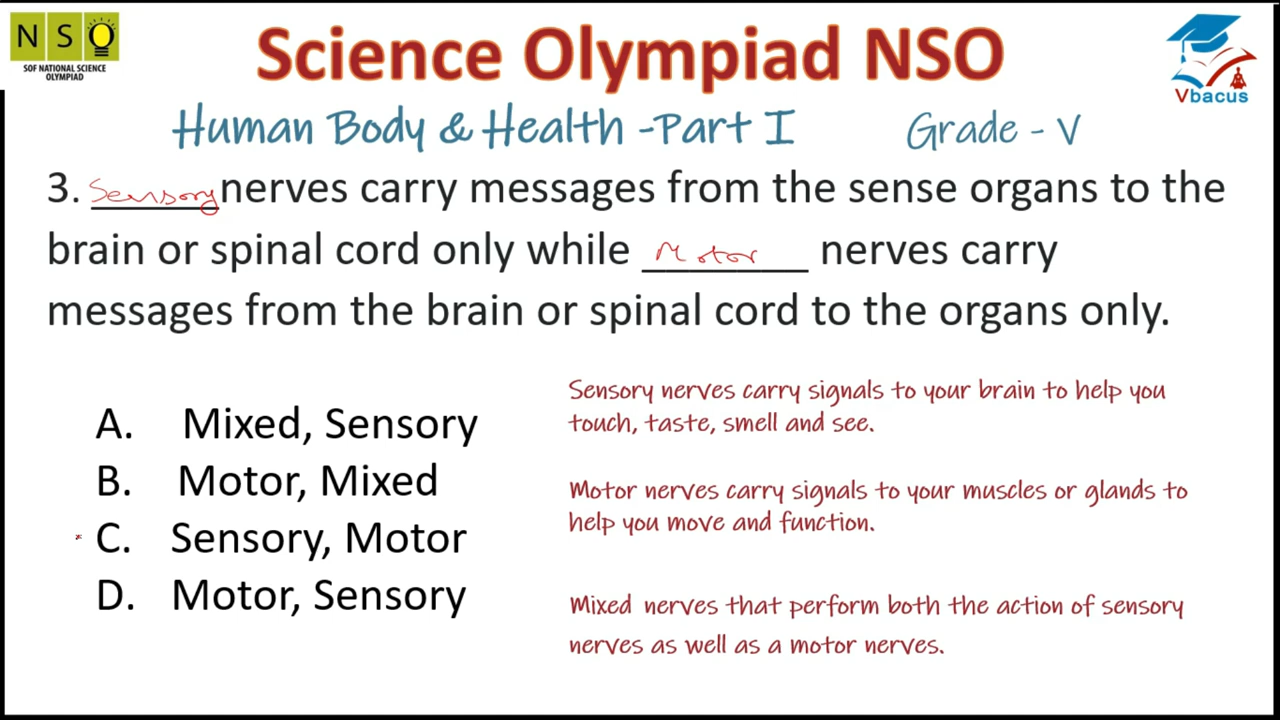 NSO
SOF NATIONAL SCIENCE
OLYMPIAD
Science Olympiad NSO
Vbacus
Human Body & Health -Part I Grade - V
3. Sensory nerves carry messages from the sense organs to the
brain or spinal cord only while Motor nerves carry
messages from the brain or spinal cord to the organs only.
A. Mixed, Sensory
B. Motor, Mixed
C. Sensory, Motor
D. Motor, Sensory
Sensory nerves carry signals to your brain to help you
touch, taste, smell and see.
Motor nerves carry signals to your muscles or glands to
help you move and function.
Mixed nerves that perform both the action of sensory
nerves as well as a motor nerves.